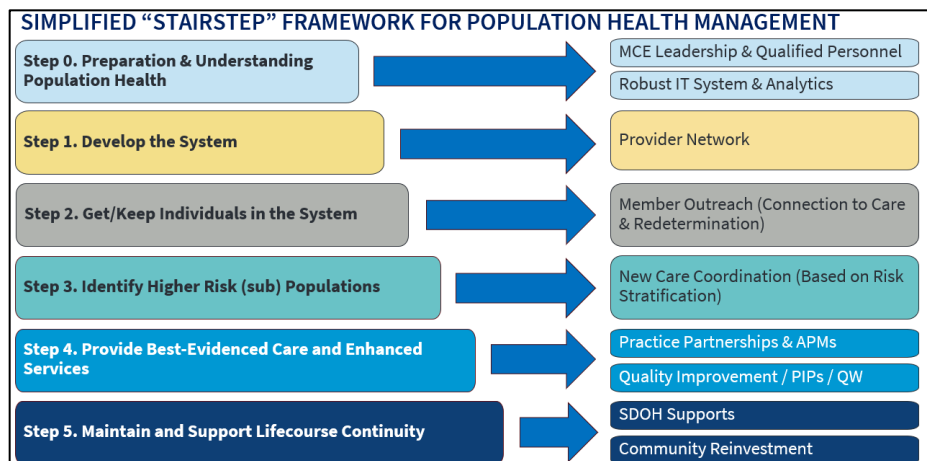 SIMPLIFIED “STAIRSTEP” FRAMEWORK FOR POPULATION HEALTH MANAGEMENT
Step 0. Preparation & Understanding
Population Health
MCE Leadership & Qualified Personnel
Robust IT System & Analytics
Step 1. Develop the System
Provider Network
Step 2. Get/Keep Individuals in the System
Member Outreach (Connection to Care
& Redetermination)
Step 3. Identify Higher Risk (sub) Populations
New Care Coordination (Based on Risk
Stratification)
Step 4. Provide Best-Evidenced Care and Enhanced
Services
Practice Partnerships & APMs
Quality Improvement / PIPs / QW
Step 5. Maintain and Support Lifecourse Continuity
SDOH Supports
Community Reinvestment